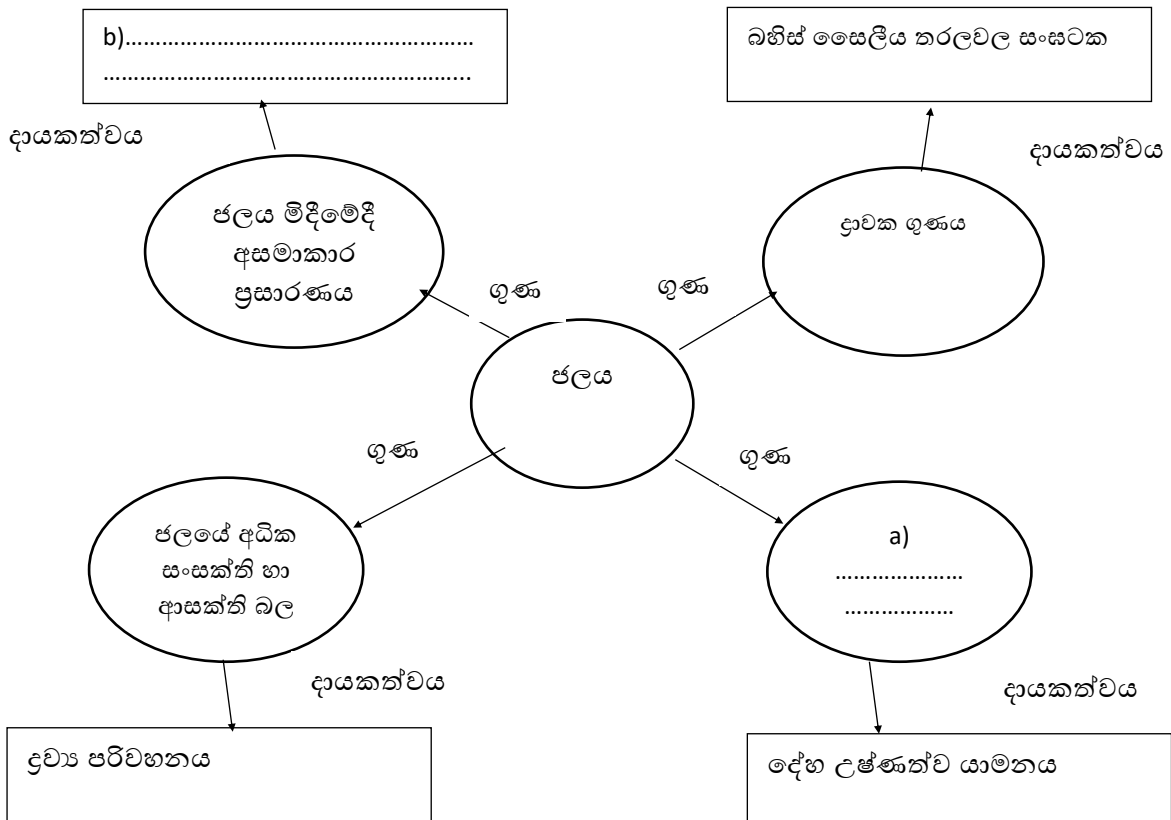 b)...........................................................
............................................................
බහිස් සෛලීය තරලවල සංඝටක
දායකත්වය
දායකත්වය
ජලය මිදීමේදී
අසමාකාර
ප්‍රසාරණය
ද්‍රාවක ගුණය
ගුණ
ගුණ
ජලය
ගුණ
ගුණ
ජලයේ අධික
සංසක්ති හා
ආසක්ති බල
a)
......................
...................
දායකත්වය
දායකත්වය
ද්‍රව්‍ය පරිවහනය
දේහ උෂ්ණත්ව යාමනය